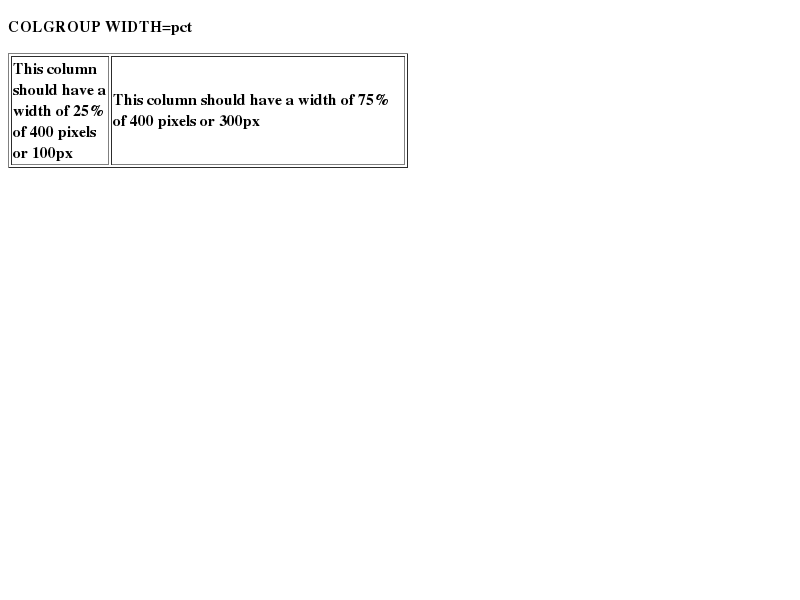 COLGROUP WIDTH=pct
This column
should have a
width of 25%
of 400 pixels
or 100px
This column should have a width of 75%
of 400 pixels or 300px